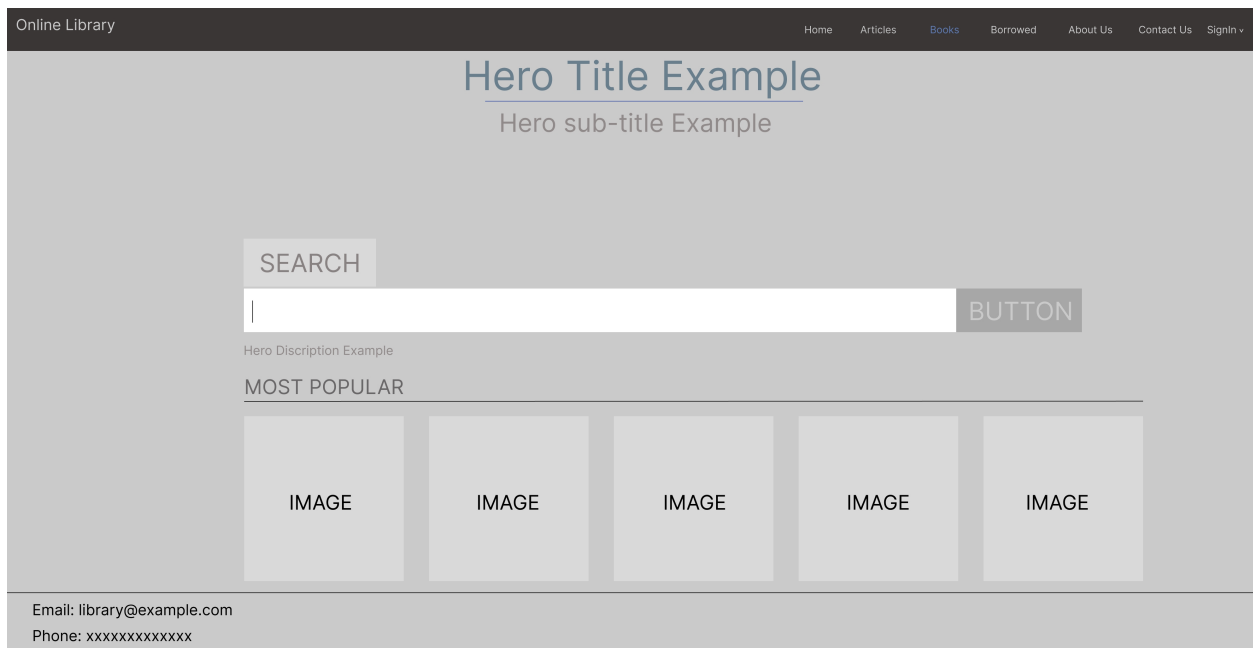 Online Library
Home Articles Books Borrowed About Us Contact Us SignIn v
Hero Title Example
Hero sub-title Example
SEARCH
BUTTON
Hero Discription Example
MOST POPULAR
IMAGE IMAGE IMAGE IMAGE IMAGE
Email: library@example.com
Phone: xxxxxxxxxxxxx